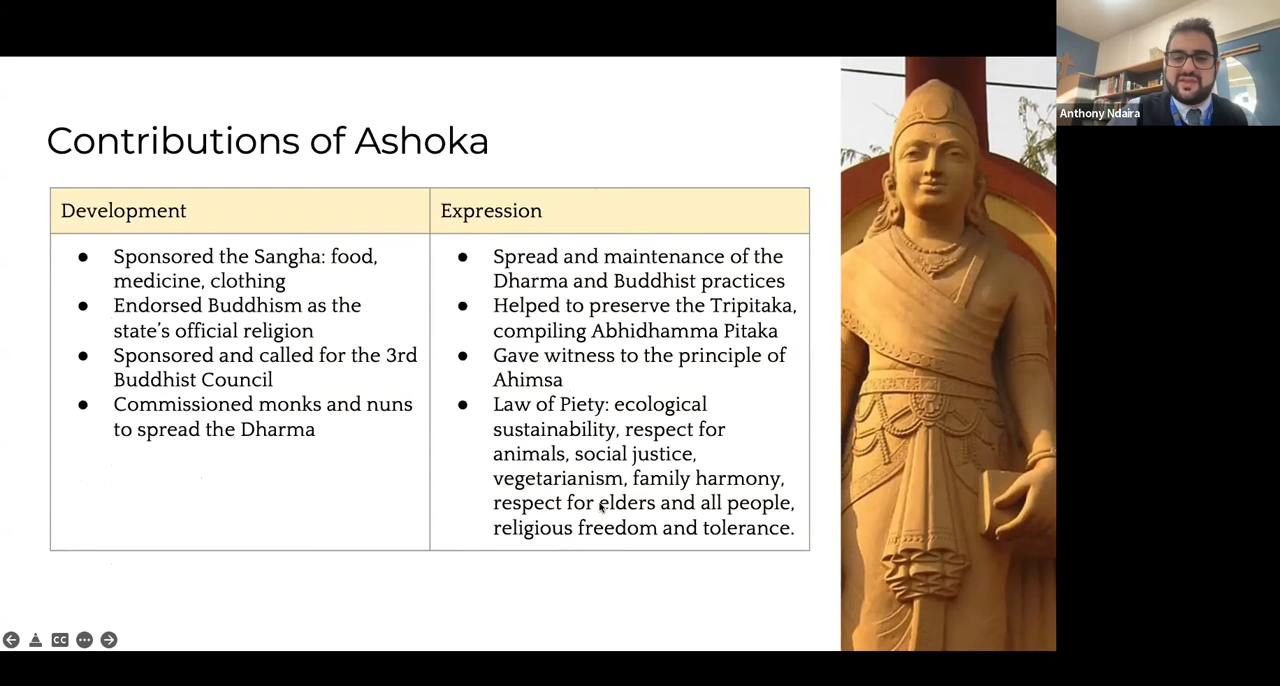 Contributions of Ashoka
Development
Expression
● Sponsored the Sangha: food,
medicine, clothing
● Endorsed Buddhism as the
state's official religion
● Sponsored and called for the 3rd
Buddhist Council
● Commissioned monks and nuns
to spread the Dharma
● Spread and maintenance of the
Dharma and Buddhist practices
● Helped to preserve the Tripitaka,
compiling Abhidhamma Pitaka
● Gave witness to the principle of
Ahimsa
● Law of Piety: ecological
sustainability, respect for
animals, social justice,
vegetarianism, family harmony,
respect for elders and all people,
religious freedom and tolerance.
Anthony Ndaira
CC